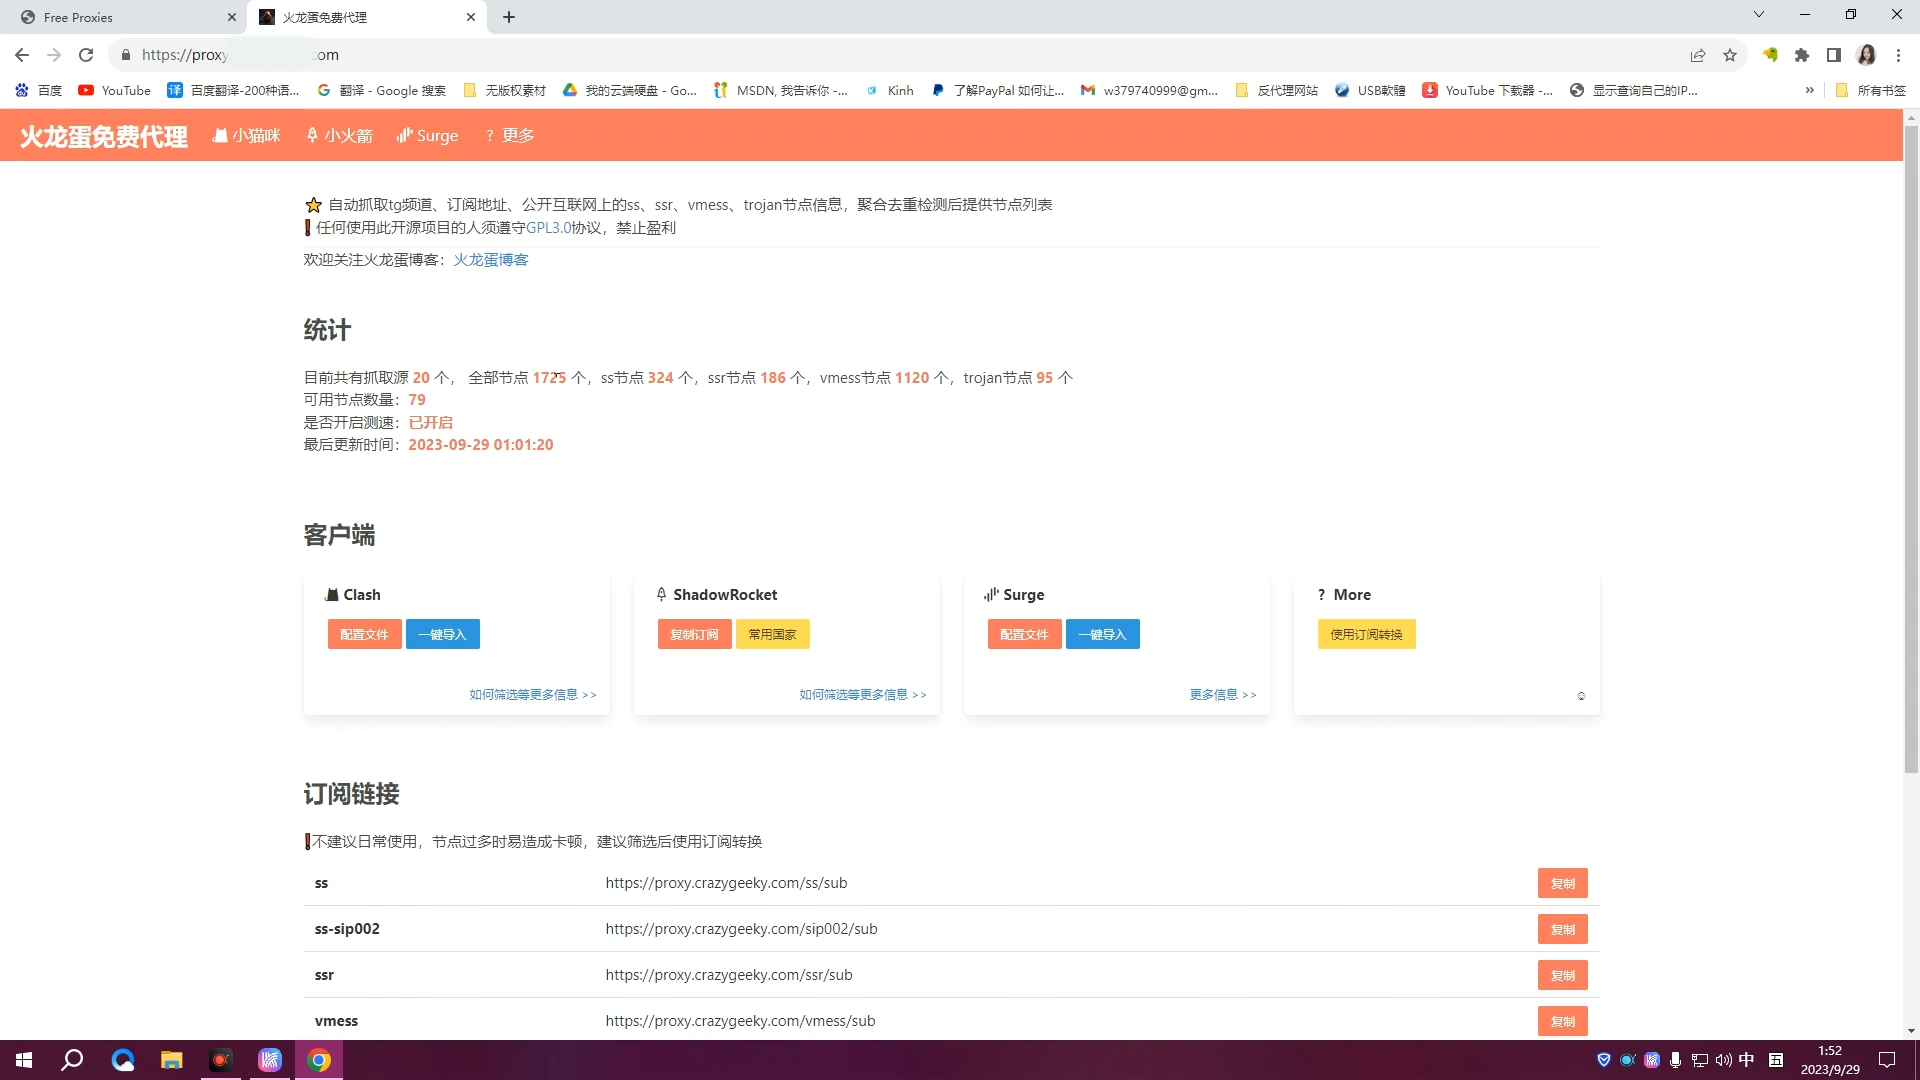 Free Proxies
火龙蛋免费代理
https://proxy .com
百度
YouTube
百度翻译-200种语...
翻译 - Google 搜索
无版权素材
我的云端硬盘 - Go...
MSDN, 我告诉你 -...
Kinh
了解PayPal 如何让...
w379740999@gm...
反代理网站
USB軟體
YouTube 下载器 -...
显示查询自己的IP...
»
所有书签
火龙蛋免费代理
小猫咪
小火箭
Surge
? 更多
自动抓取tg频道、订阅地址、公开互联网上的ss、ssr、vmess、trojan节点信息，聚合去重检测后提供节点列表
❗任何使用此开源项目的人须遵守GPL3.0协议，禁止盈利
欢迎关注火龙蛋博客：火龙蛋博客
统计
目前共有抓取源 20 个， 全部节点 1725 个，ss节点 324 个，ssr节点 186 个，vmess节点 1120 个，trojan节点 95 个
可用节点数量：79
是否开启测速：已开启
最后更新时间：2023-09-29 01:01:20
客户端
Clash
配置文件 一键导入
如何筛选等更多信息 >>
ShadowRocket
复制订阅 常用国家
如何筛选等更多信息 >>
Surge
配置文件 一键导入
更多信息 >>
? More
使用订阅转换
订阅链接
❗不建议日常使用，节点过多时易造成卡顿，建议筛选后使用订阅转换
ss https://proxy.crazygeeky.com/ss/sub 复制
ss-sip002 https://proxy.crazygeeky.com/sip002/sub 复制
ssr https://proxy.crazygeeky.com/ssr/sub 复制
vmess https://proxy.crazygeeky.com/vmess/sub 复制
中
五
1:52
2023/9/29